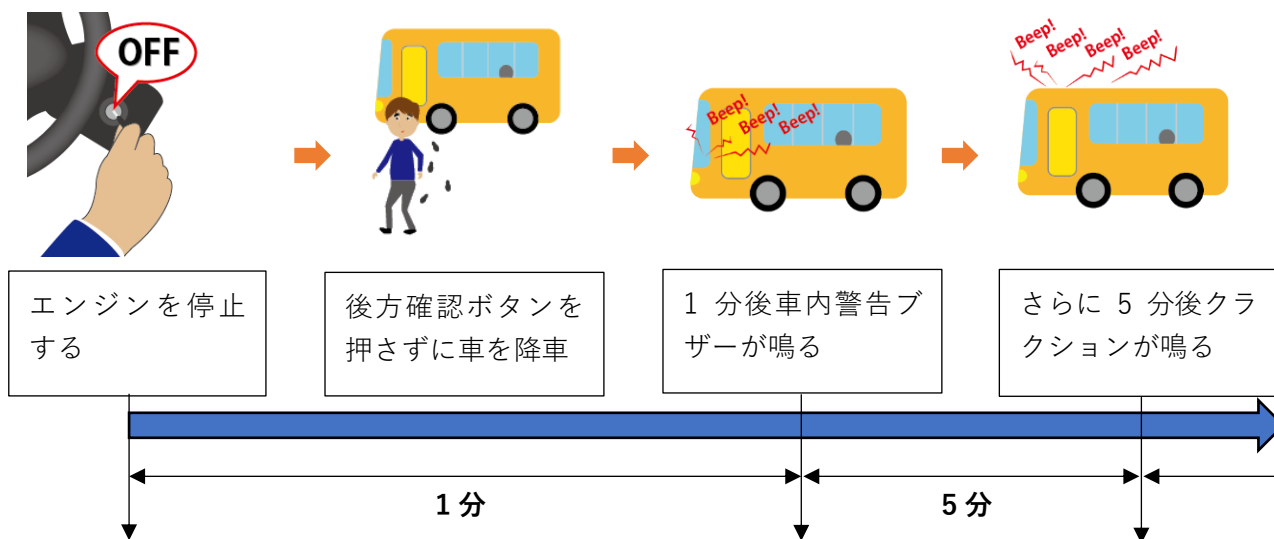 OFF
Beep!
Beep!
Beep!
Beep!
Beep!
Beep!
Beep!
エンジンを停止
する
後方確認ボタンを
押さずに車を降車
1 分後車内警告ブ
ザーが鳴る
さらに 5 分後クラ
クションが鳴る
1分
5分